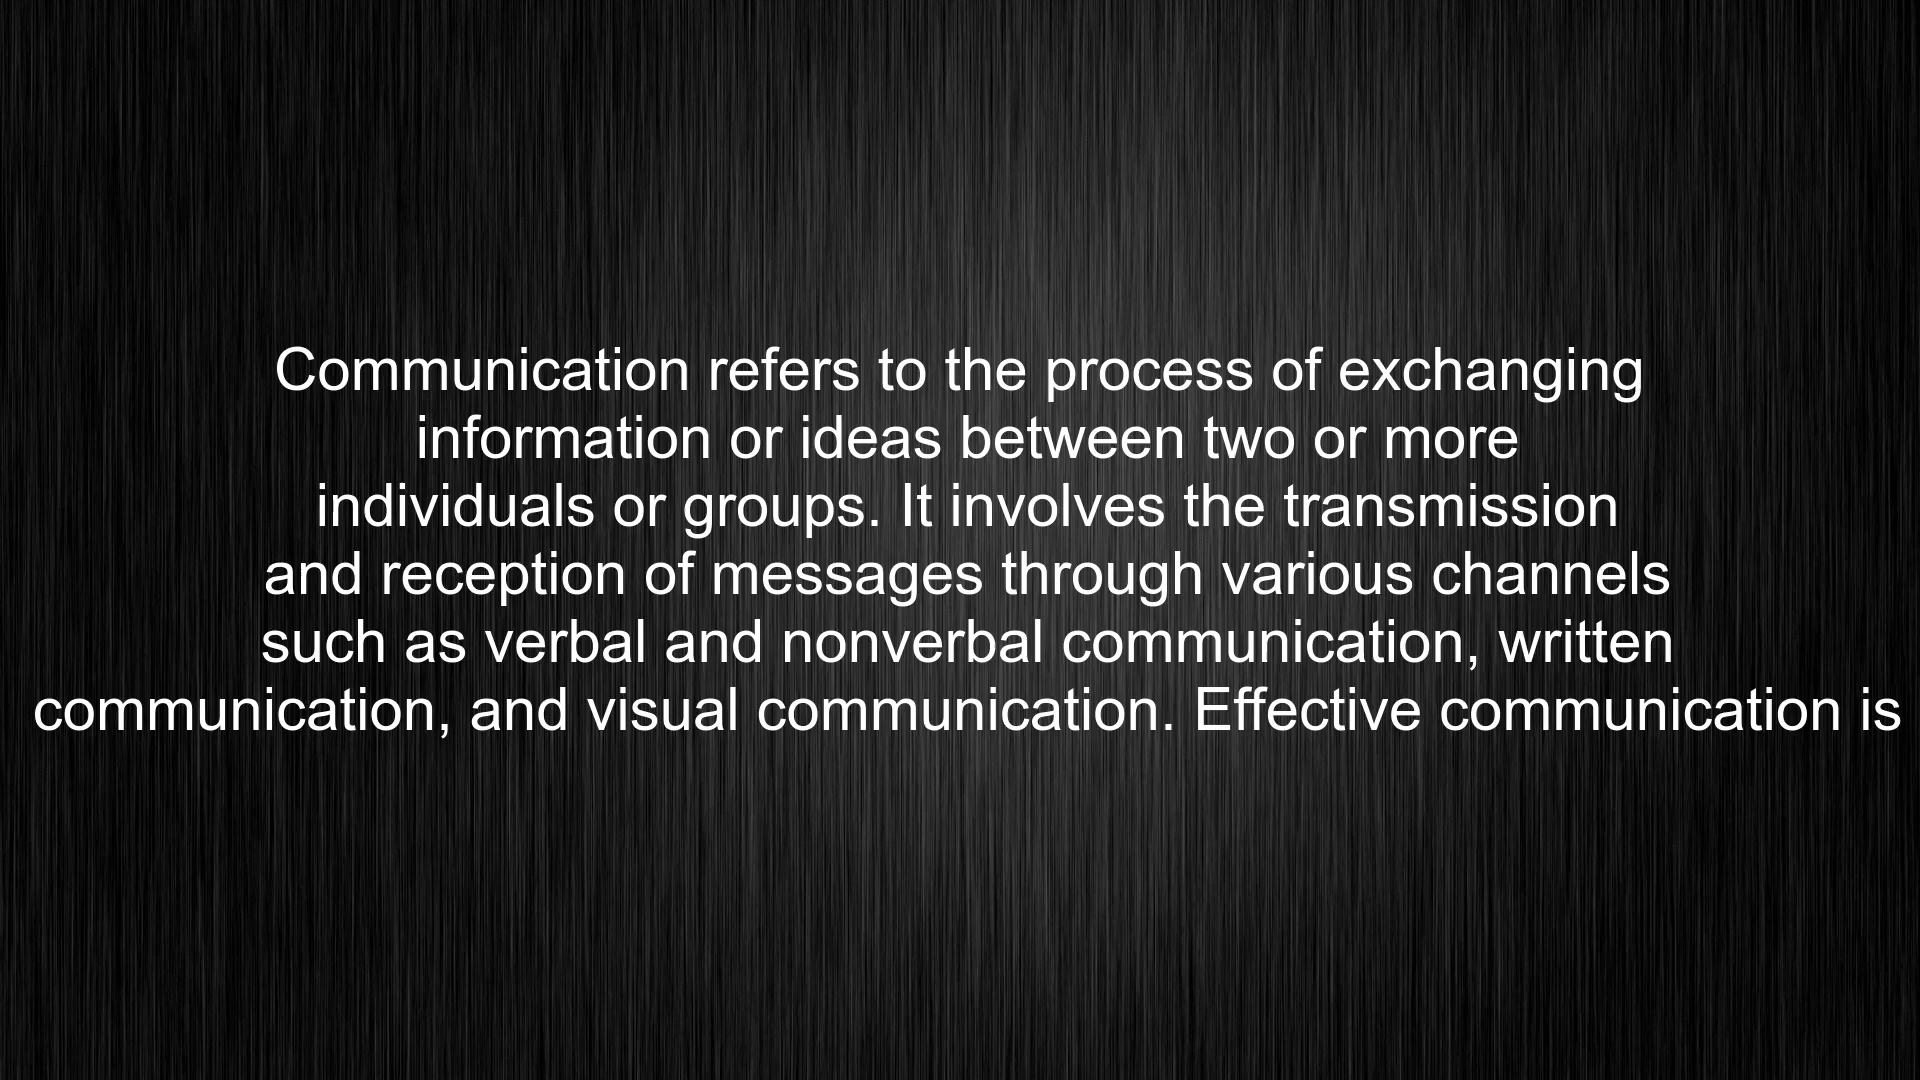 Communication refers to the process of exchanging
information or ideas between two or more
individuals or groups. It involves the transmission
and reception of messages through various channels
such as verbal and nonverbal communication, written
communication, and visual communication. Effective communication is